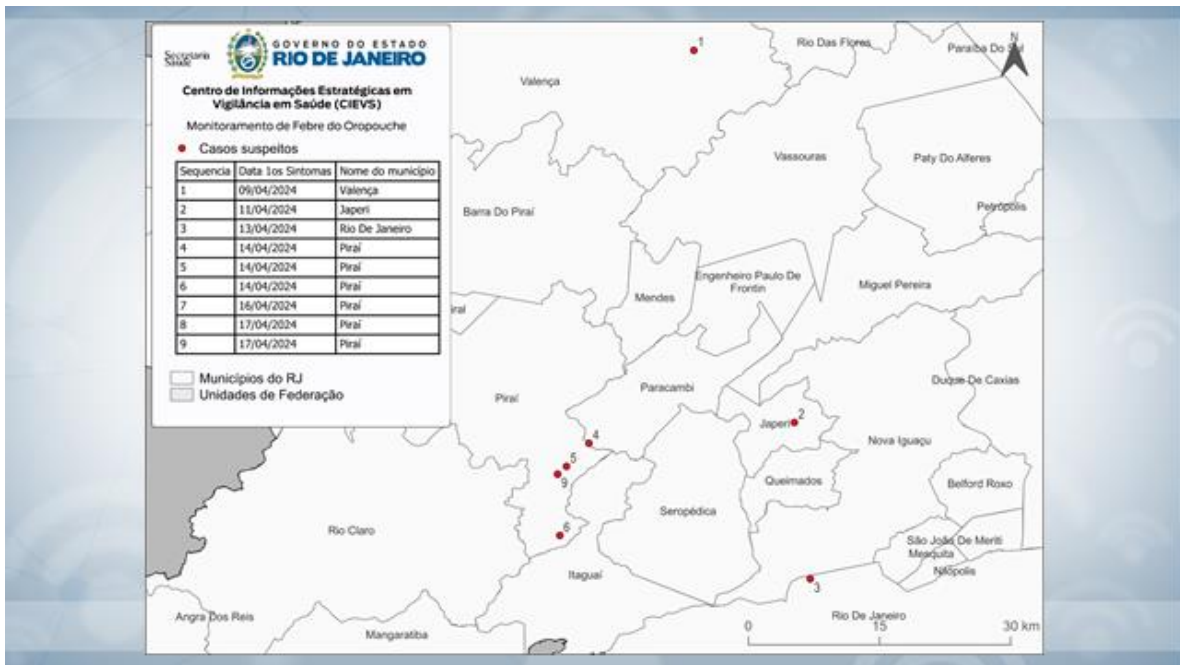 Secretaria
Saúde
GOVERNO DO ESTADO
RIO DE JANEIRO
Centro de Informações Estratégicas em
Vigilância em Saúde (CIEVS)
Monitoramento de Febre do Oropouche
Casos suspeitos
Sequencia Data 1os Sintomas Nome do município
1 09/04/2024 Valença
2 11/04/2024 Japeri
3 13/04/2024 Rio De Janeiro
4 14/04/2024 Piraí
5 14/04/2024 Piraí
6 14/04/2024 Piraí
7 16/04/2024 Piraí
8 17/04/2024 Piraí
9 17/04/2024 Piraí
Municípios do RJ
Unidades de Federação
1
Rio Das Flores
Paraíba Do Sul
N
Valença
Vassouras
Paty Do Alferes
Petrópolis
Barra Do Piraí
Engenheiro Paulo De
Frontin
Mendes
Miguel Pereira
iral
Paracambi
Duque De Caxias
Piraí
2
Japeri
Nova Iguaçu
4
5
9
Queimados
Belford Roxo
Seropédica
Rio Claro
6
São João De Meriti
Mesquita
Nilópolis
Itaguaí
3
Angra Dos Reis
Rio De Janeiro
Mangaratiba
0 15 30 km